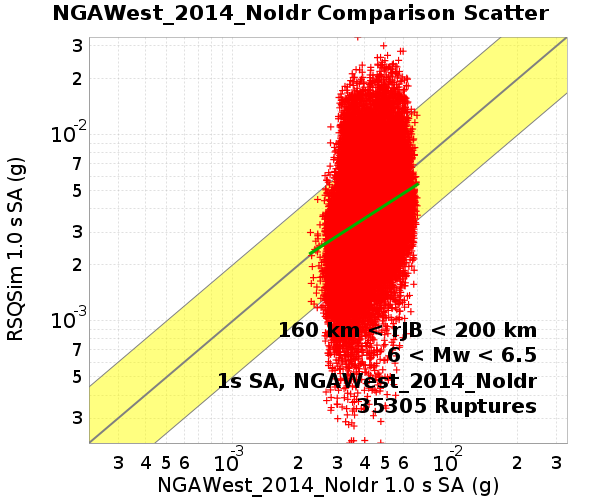 NGAWest_2014_NoIdr Comparison Scatter
3
2
10-2
7
5
3
2
10-3
7
5
3
RSQSim 1.0 s SA (g)
160 km < rJB < 200 km
6 < Mw < 6.5
1s SA, NGAWest_2014_NoIdr
35305 Ruptures
3 4 5 6 10-3 2 3 4 5 6 10-2 2 3
NGAWest_2014_NoIdr 1.0 s SA (g)